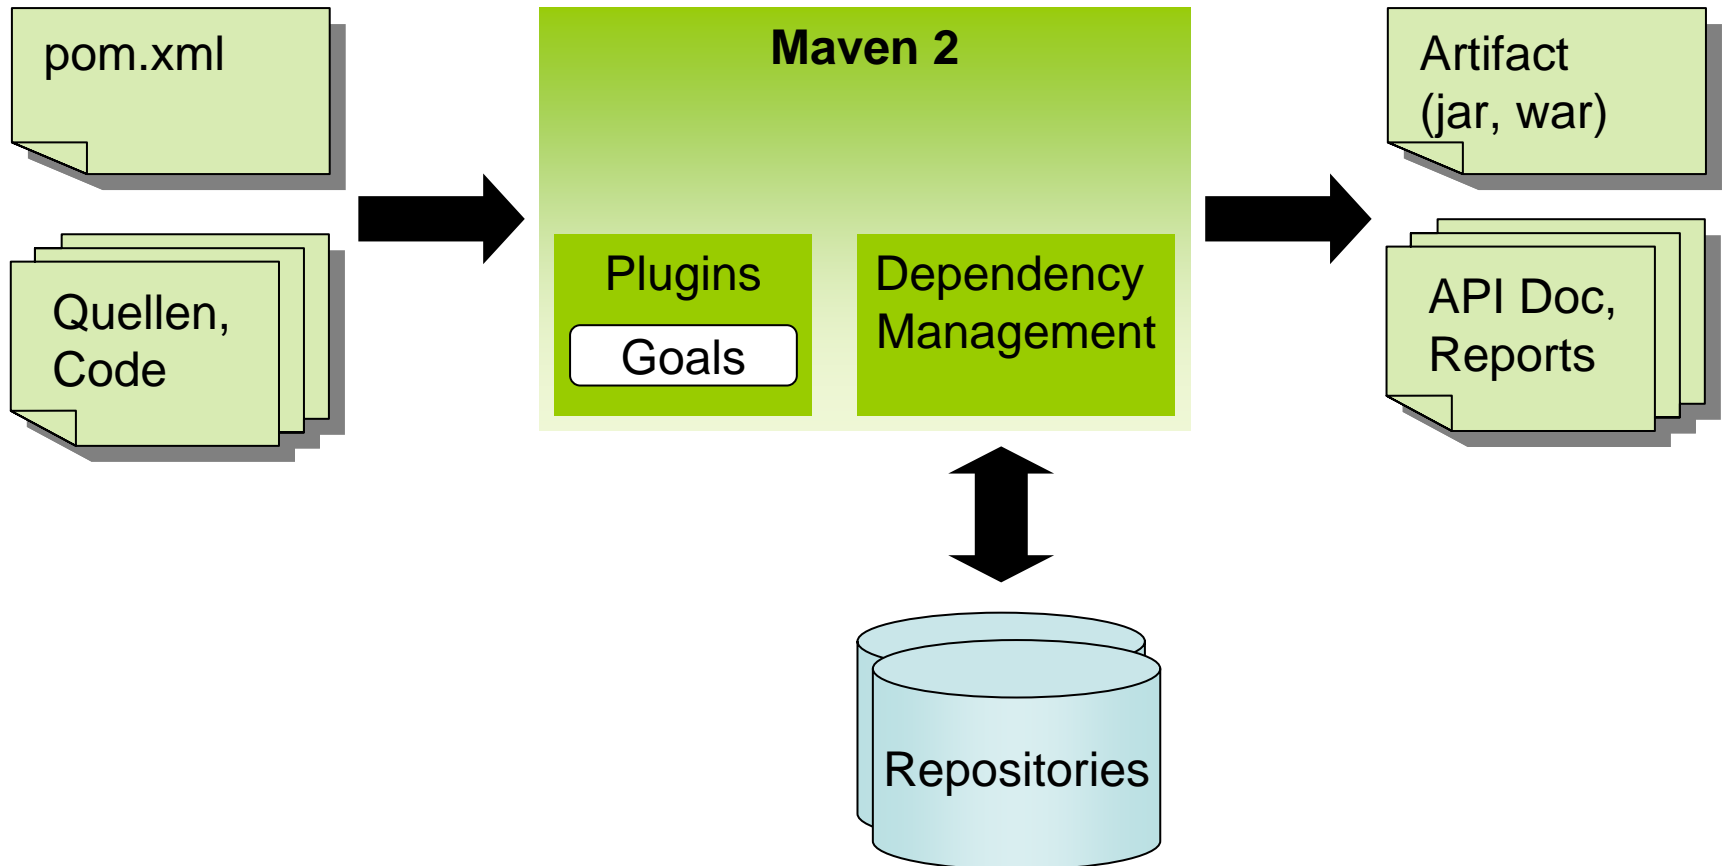 pom.xml
Quellen,
Code
Maven 2
Plugins
Goals
Dependency
Management
Artifact
(jar, war)
API Doc,
Reports
Repositories